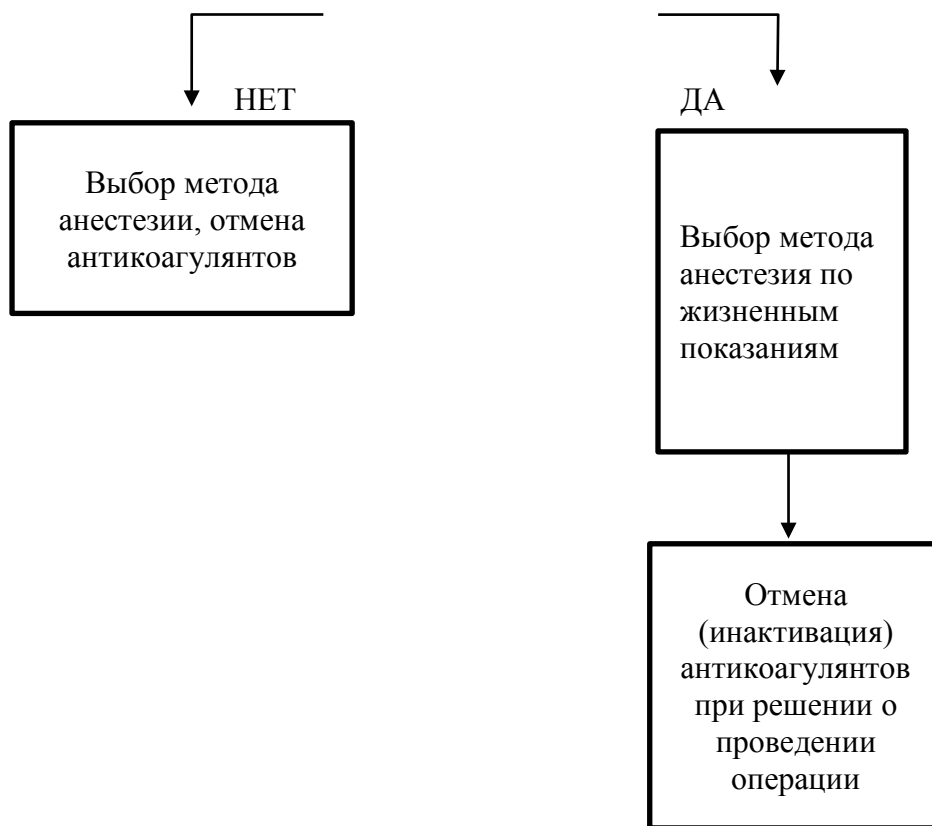 НЕТ
Выбор метода
анестезии, отмена
антикоагулянтов
ДА
Выбор метода
анестезия по
жизненным
показаниям
Отмена
(инактивация)
антикоагулянтов
при решении о
проведении
операции